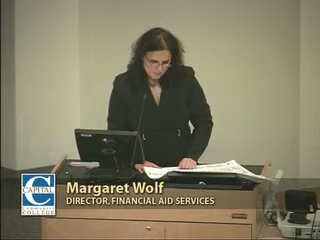 Margaret Wolf
DIRECTOR, FINANCIAL AID SERVICES
CAPITAL
Community
COLLEGE